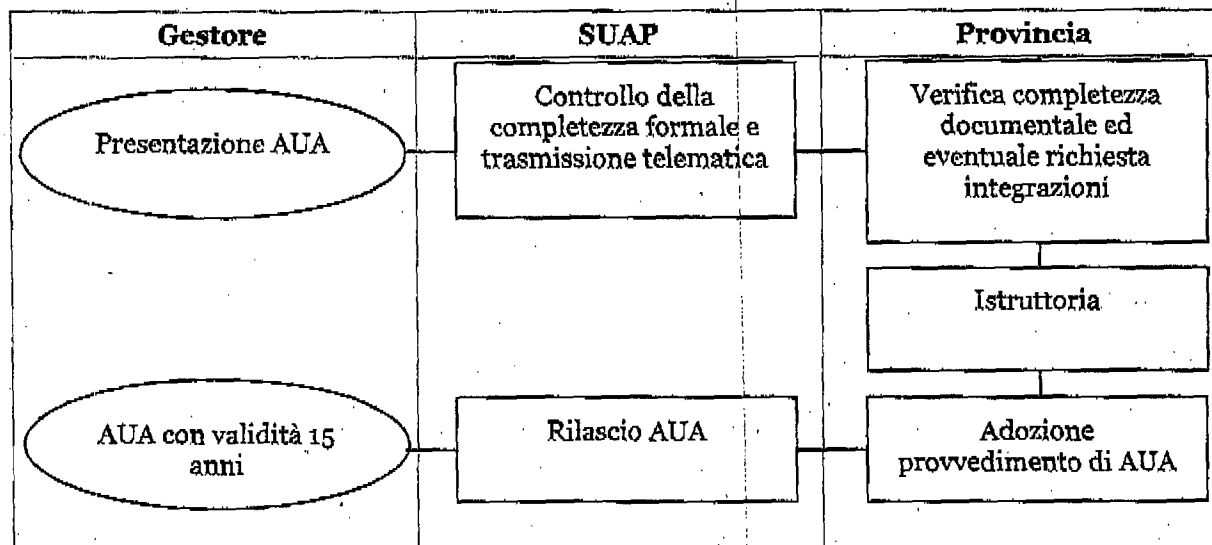 Gestore
SUAP
Provincia
Presentazione AUA
Controllo della
completezza formale e
trasmissione telematica
Verifica completezza
documentale ed
eventuale richiesta
integrazioni
Istruttoria
AUA con validità 15
anni
Rilascio AUA
Adozione
provvedimento di AUA